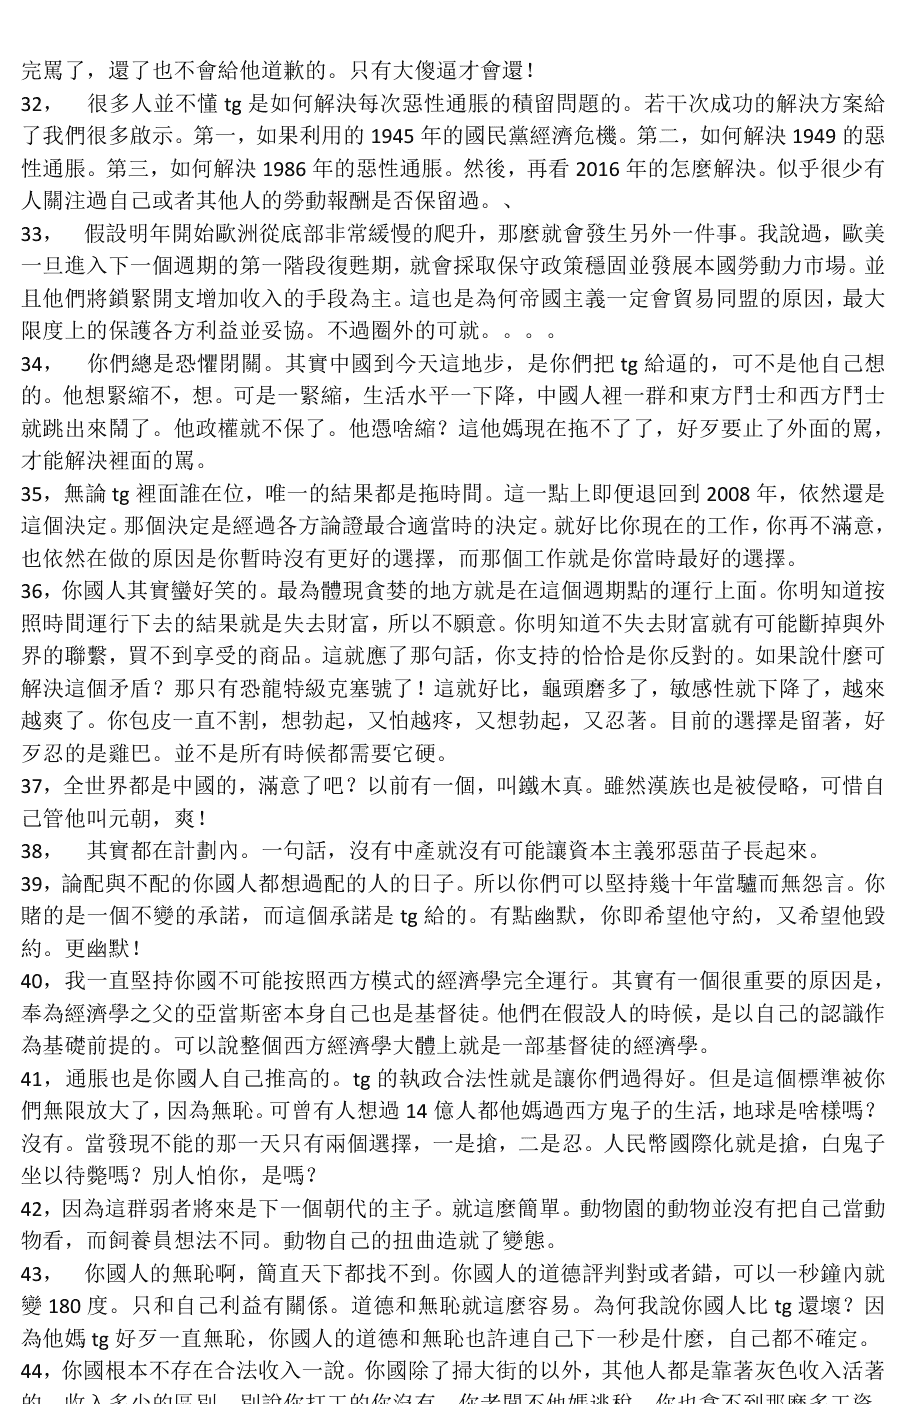 完罵了，還了也不會給他道歉的。只有大傻逼才會還！
32， 很多人並不懂 tg 是如何解決每次惡性通脹的積留問題的。若干次成功的解決方案給
了我們很多啟示。第一，如果利用的 1945 年的國民黨經濟危機。第二，如何解決 1949 的惡
性通脹。第三，如何解決 1986 年的惡性通脹。然後，再看 2016 年的怎麼解決。似乎很少有
人關注過自己或者其他人的勞動報酬是否保留過。、
33， 假設明年開始歐洲從底部非常緩慢的爬升，那麼就會發生另外一件事。我說過，歐美
一旦進入下一個週期的第一階段復甦期，就會採取保守政策穩固並發展本國勞動力市場。並
且他們將鎖緊開支增加收入的手段為主。這也是為何帝國主義一定會貿易同盟的原因，最大
限度上的保護各方利益並妥協。不過圈外的可就。。。。
34， 你們總是恐懼閉關。其實中國到今天這地步，是你們把 tg 給逼的，可不是他自己想
的。他想緊縮不，想。可是一緊縮，生活水平一下降，中國人裡一群和東方鬥士和西方鬥士
就跳出來鬧了。他政權就不保了。他憑啥縮？這他媽現在拖不了了，好歹要止了外面的罵，
才能解決裡面的罵。
35，無論 tg 裡面誰在位，唯一的結果都是拖時間。這一點上即便退回到 2008 年，依然還是
這個決定。那個決定是經過各方論證最合適當時的決定。就好比你現在的工作，你再不滿意，
也依然在做的原因是你暫時沒有更好的選擇，而那個工作就是你當時最好的選擇。
36，你國人其實蠻好笑的。最為體現貪婪的地方就是在這個週期點的運行上面。你明知道按
照時間運行下去的結果就是失去財富，所以不願意。你明知道不失去財富就有可能斷掉與外
界的聯繫，買不到享受的商品。這就應了那句話，你支持的恰恰是你反對的。如果說什麼可
解決這個矛盾？那只有恐龍特級克塞號了！這就好比，龜頭磨多了，敏感性就下降了，越來
越爽了。你包皮一直不割，想勃起，又怕越疼，又想勃起，又忍著。目前的選擇是留著，好
歹忍的是雞巴。並不是所有時候都需要它硬。
37，全世界都是中國的，滿意了吧？以前有一個，叫鐵木真。雖然漢族也是被侵略，可惜自
己管他叫元朝，爽！
38， 其實都在計劃內。一句話，沒有中產就沒有可能讓資本主義邪惡苗子長起來。
39，論配與不配的你國人都想過配的人的日子。所以你們可以堅持幾十年當驢而無怨言。你
賭的是一個不變的承諾，而這個承諾是 tg 給的。有點幽默，你即希望他守約，又希望他毀
約。更幽默！
40，我一直堅持你國不可能按照西方模式的經濟學完全運行。其實有一個很重要的原因是，
奉為經濟學之父的亞當斯密本身自己也是基督徒。他們在假設人的時候，是以自己的認識作
為基礎前提的。可以說整個西方經濟學大體上就是一部基督徒的經濟學。
41，通脹也是你國人自己推高的。tg 的執政合法性就是讓你們過得好。但是這個標準被你
們無限放大了，因為無恥。可曾有人想過 14 億人都他媽過西方鬼子的生活，地球是啥樣嗎？
沒有。當發現不能的那一天只有兩個選擇，一是搶，二是忍。人民幣國際化就是搶，白鬼子
坐以待斃嗎？別人怕你，是嗎？
42，因為這群弱者將來是下一個朝代的主子。就這麼簡單。動物園的動物並沒有把自己當動
物看，而飼養員想法不同。動物自己的扭曲造就了變態。
43， 你國人的無恥啊，簡直天下都找不到。你國人的道德評判對或者錯，可以一秒鐘內就
變 180 度。只和自己利益有關係。道德和無恥就這麼容易。為何我說你國人比 tg 還壞？因
為他媽 tg 好歹一直無恥，你國人的道德和無恥也許連自己下一秒是什麼，自己都不確定。
44，你國根本不存在合法收入一說。你國除了掃大街的以外，其他人都是靠著灰色收入活著
的，收入多少的區別。別說你打工的你沒有，你老闆不他媽逃稅，你也拿不到那麼多工資。